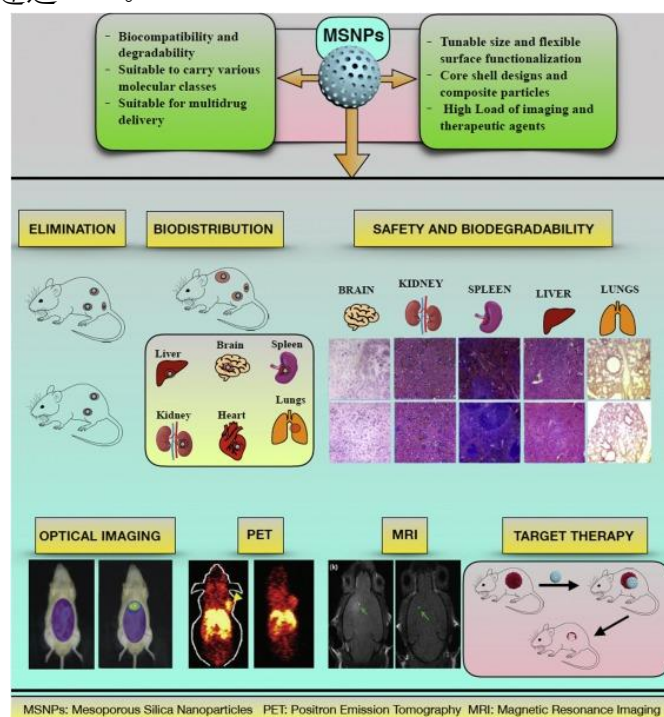 MSNPs
- Biocompatibility and
degradability
- Suitable to carry various
molecular classes
- Suitable for multidrug
delivery
- Tunable size and flexible
surface functionalization
- Core shell designs and
composite particles
- High Load of imaging and
therapeutic agents
ELIMINATION
BIODISTRIBUTION
SAFETY AND BIODEGRADABILITY
BRAIN
KIDNEY
SPLEEN
LIVER
LUNGS
Liver
Brain
Spleen
Kidney
Heart
Lungs
OPTICAL IMAGING
PET
MRI
TARGET THERAPY
(k)
MSNPs: Mesoporous Silica Nanoparticles PET: Positron Emission Tomography MRI: Magnetic Resonance Imaging